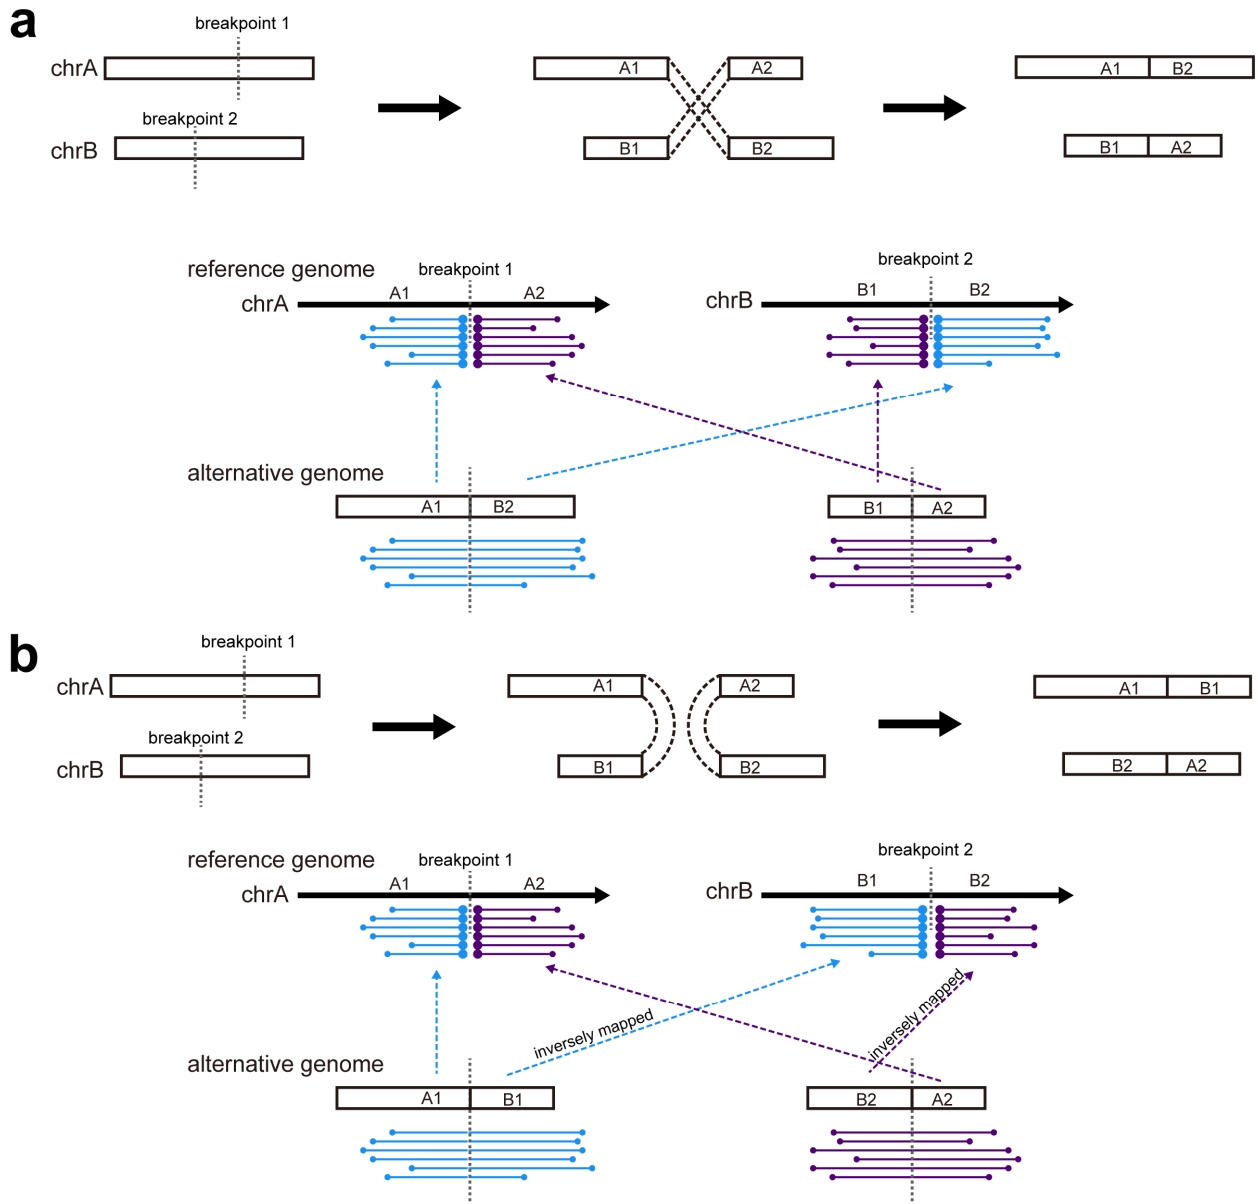 a
breakpoint 1
chrA
A1
A2
A1
B2
breakpoint 2
chrB
B1
B2
B1
A2
reference genome
breakpoint 1
breakpoint 2
chrA
A1
A2
chrB
B1
B2
alternative genome
A1
B2
B1
A2
b
breakpoint 1
chrA
A1
A2
A1
B1
breakpoint 2
chrB
B1
B2
B2
A2
reference genome
breakpoint 1
breakpoint 2
chrA
A1
A2
chrB
B1
B2
inversely mapped
inversely mapped
alternative genome
A1
B1
B2
A2